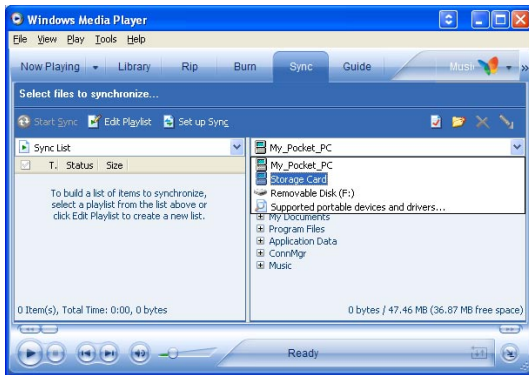 Windows Media Player
File View Play Tools Help
Now Playing Library Rip Burn Sync Guide Music
Select files to synchronize...
Start Sync Edit Playlist Set up Sync
Sync List My_Pocket_PC
T. Status Size
My_Pocket_PC
Storage Card
Removable Disk (F:)
Supported portable devices and drivers...
To build a list of items to synchronize,
select a playlist from the list above or
click Edit Playlist to create a new list.
My Documents
Program Files
Application Data
ConnMgr
Music
0 Item(s), Total Time: 0:00, 0 bytes
0 bytes / 47.46 MB (36.87 MB free space)
Ready